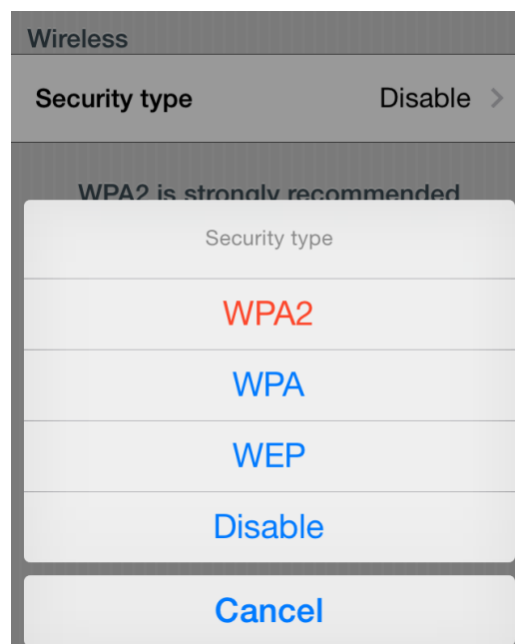 Wireless
Security type Disable
WPA2 is strongly recommended
Security type
WPA2
WPA
WEP
Disable
Cancel